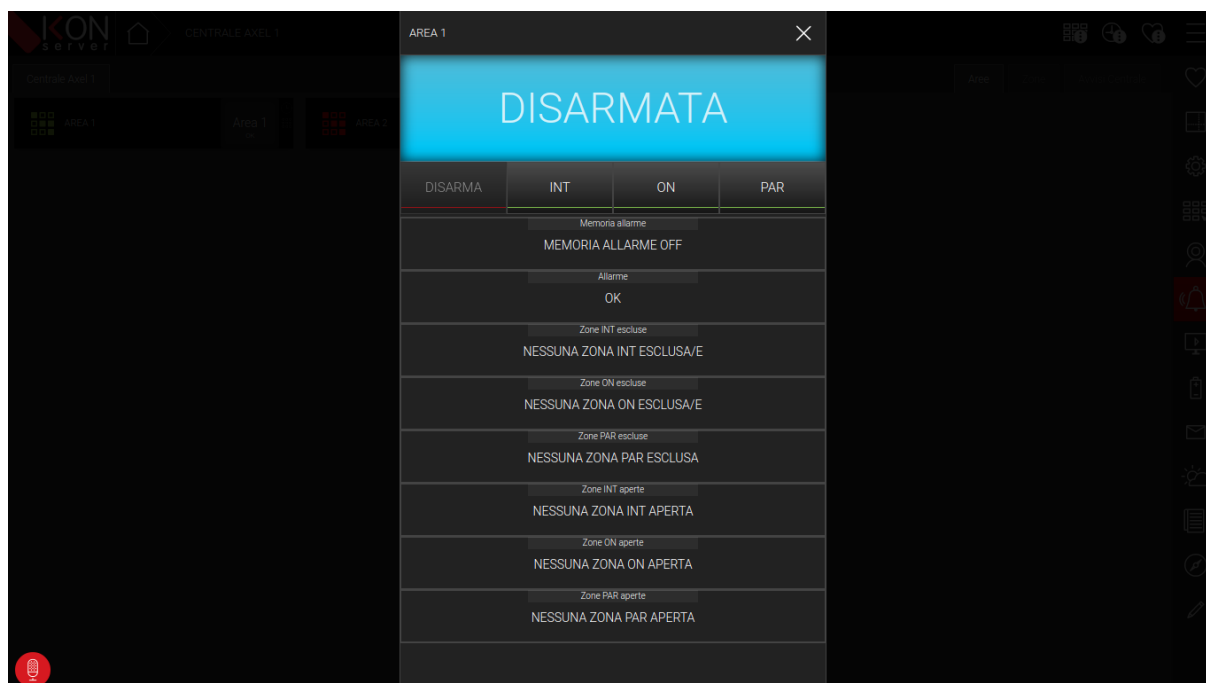 IKON
server
CENTRALE AXEL 1
Centrale Axel 1
Aree
AREA 1
Area 1
AREA 2
AREA 1
DISARMATA
DISARMA
INT
ON
PAR
Memoria allarme
MEMORIA ALLARME OFF
Allarme
OK
Zone INT escluse
NESSUNA ZONA INT ESCLUSA/E
Zone ON escluse
NESSUNA ZONA ON ESCLUSA/E
Zone PAR escluse
NESSUNA ZONA PAR ESCLUSA
Zone INT aperte
NESSUNA ZONA INT APERTA
Zone ON aperte
NESSUNA ZONA ON APERTA
Zone PAR aperte
NESSUNA ZONA PAR APERTA